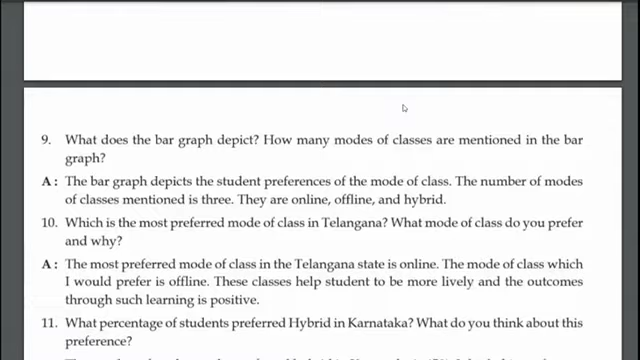 9. What does the bar graph depict? How many modes of classes are mentioned in the bar
graph?
A : The bar graph depicts the student preferences of the mode of class. The number of modes
of classes mentioned is three. They are online, offline, and hybrid.
10. Which is the most preferred mode of class in Telangana? What mode of class do you prefer
and why?
A : The most preferred mode of class in the Telangana state is online. The mode of class which
I would prefer is offline. These classes help student to be more lively and the outcomes
through such learning is positive.
11. What percentage of students preferred Hybrid in Karnataka? What do you think about this
preference?